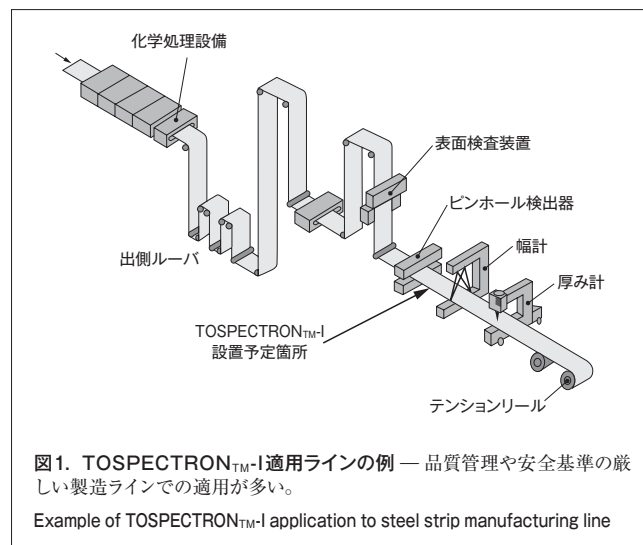 化学処理設備
表面検査装置
ピンホール検出器
幅計
厚み計
出側ルーパ
TOSPECTRONTM-I
設置予定箇所
テンションリール
図1. TOSPECTRONTM-I適用ラインの例 — 品質管理や安全基準の厳
しい製造ラインでの適用が多い。
Example of TOSPECTRONTM-I application to steel strip manufacturing line